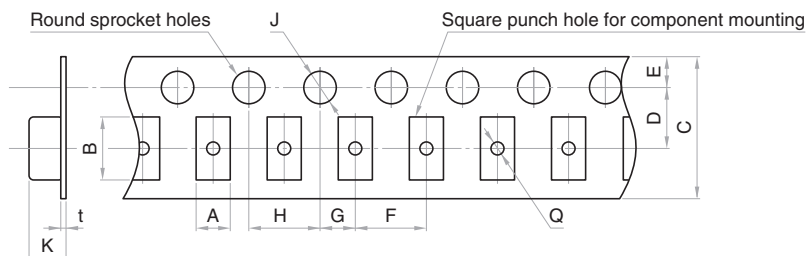 Round sprocket holes
J
Square punch hole for component mounting
E
D
C
B
t
K
A
H
G
F
Q